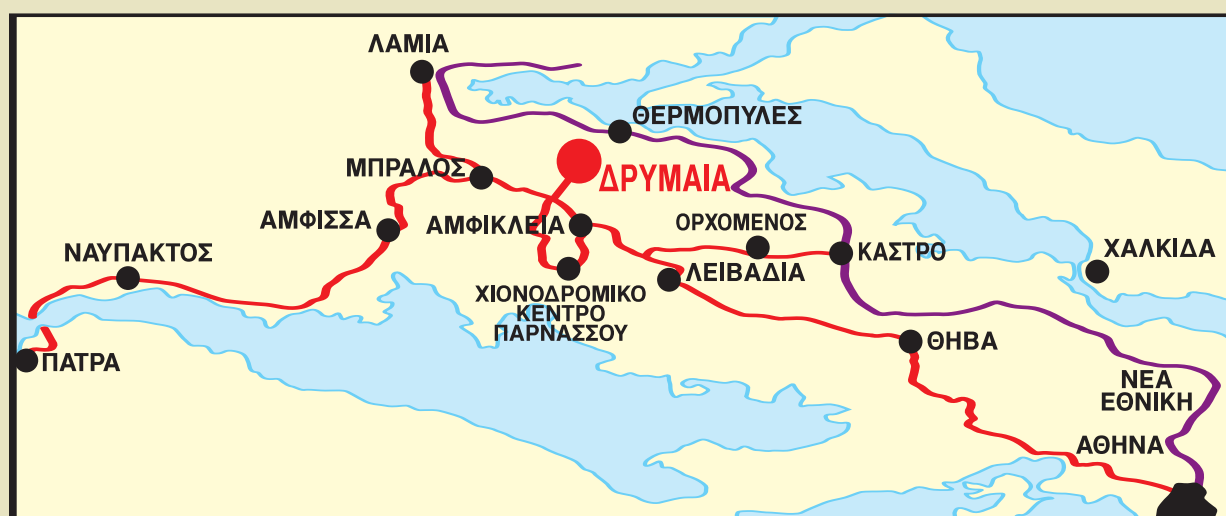 ΛΑΜΙΑ
ΘΕΡΜΟΠΥΛΕΣ
ΜΠΡΑΛΟΣ
ΔΡΥΜΑΙΑ
ΑΜΦΙΣΣΑ
ΑΜΦΙΚΛΕΙΑ
ΟΡΧΟΜΕΝΟΣ
ΝΑΥΠΑΚΤΟΣ
ΚΑΣΤΡΟ
ΧΑΛΚΙΔΑ
ΛΕΙΒΑΔΙΑ
ΧΙΟΝΟΔΡΟΜΙΚΟ
ΚΕΝΤΡΟ
ΠΑΡΝΑΣΣΟΥ
ΘΗΒΑ
ΠΑΤΡΑ
ΝΕΑ
ΕΘΝΙΚΗ
ΑΘΗΝΑ